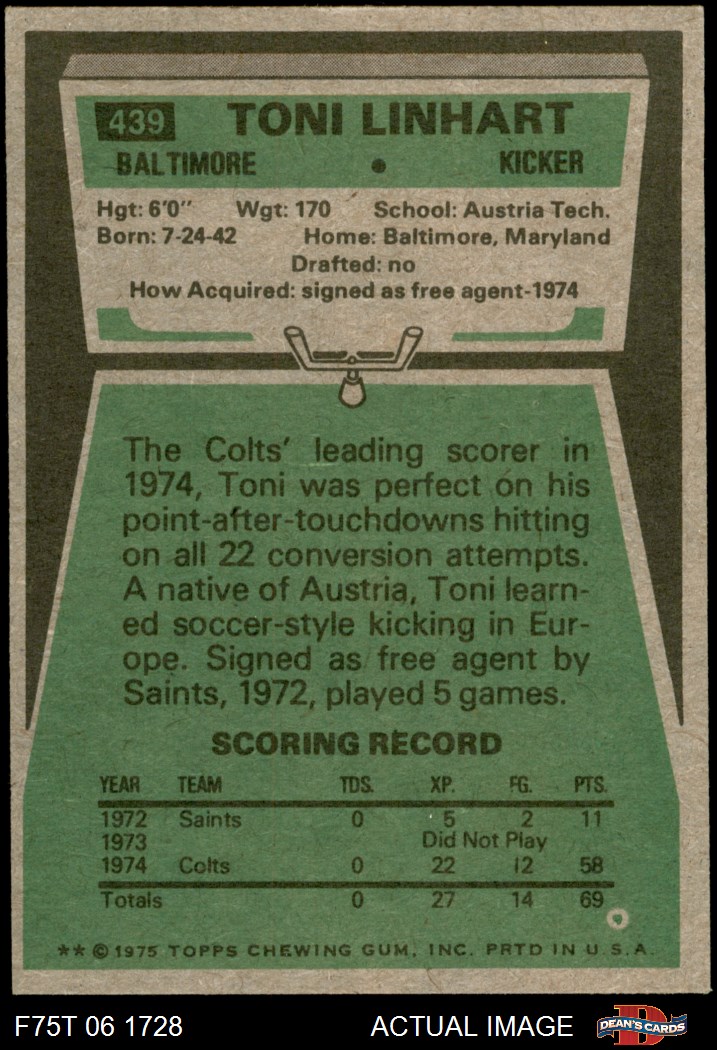 439 TONI LINHART
BALTIMORE • KICKER
Hgt: 6'0" Wgt: 170 School: Austria Tech.
Born: 7-24-42 Home: Baltimore, Maryland
Drafted: no
How Acquired: signed as free agent-1974
The Colts' leading scorer in
1974, Toni was perfect on his
point-after-touchdowns hitting
on all 22 conversion attempts.
A native of Austria, Toni learn-
ed soccer-style kicking in Eur-
ope. Signed as free agent by
Saints, 1972, played 5 games.
SCORING RECORD
YEAR TEAM TDS. XP. FG. PTS.
1972 Saints 0 5 2 11
1973 Did Not Play
1974 Colts 0 22 12 58
Totals 0 27 14 69
** © 1975 TOPPS CHEWING GUM, INC. PRTD IN U.S.A.
F75T 06 1728 ACTUAL IMAGE D DEAN'S CARDS